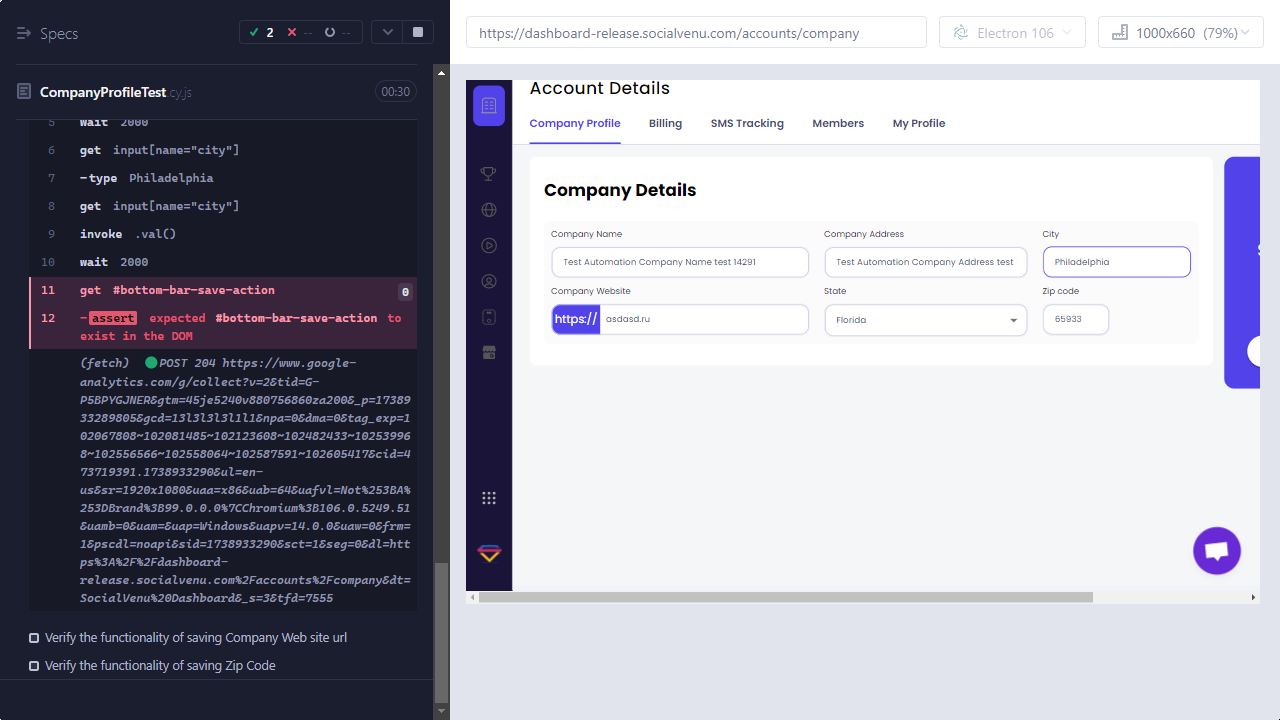 Specs
2
--
--
CompanyProfileTest.cy.js
00:30
5 wait 2000
6 get input[name="city"]
7 -type Philadelphia
8 get input[name="city"]
9 invoke .val()
10 wait 2000
11 get #bottom-bar-save-action 0
12 -assert expected #bottom-bar-save-action to
exist in the DOM
(fetch) POST 204 https://www.google-
analytics.com/g/collect?v=2&tid=G-
P5BPYGJNER&gtm=45je5240v880756860za200&_p=1738
933289805&gcd=13l3l3l3l1l1&npa=0&dma=0&tag_exp=1
02067808~102081485~102123608~102482433~10253996
8~102556566~102558064~102587591~102605417&cid=4
73719391.1738933290&ul=en-
us&sr=1920x1080&uaa=x86&uab=64&uafvl=Not%253BA%
253DBrand%3B99.0.0.0%7CChromium%3B106.0.5249.51
&uamb=0&uam=&uap=Windows&uapv=14.0.0&uaw=0&frm=
1&pscdl=noapi&sid=1738933290&sct=1&seg=0&dl=htt
ps%3A%2F%2Fdashboard-
release.socialvenu.com%2Faccounts%2Fcompany&dt=
SocialVenu%20Dashboard&_s=3&tfd=7555
Verify the functionality of saving Company Web site url
Verify the functionality of saving Zip Code
https://dashboard-release.socialvenu.com/accounts/company
Electron 106
1000x660 (79%)
Account Details
Company Profile Billing SMS Tracking Members My Profile
Company Details
Company Name Company Address City
Test Automation Company Name test 14291 Test Automation Company Address test Philadelphia
Company Website State Zip code
https:// asdasd.ru Florida 65933